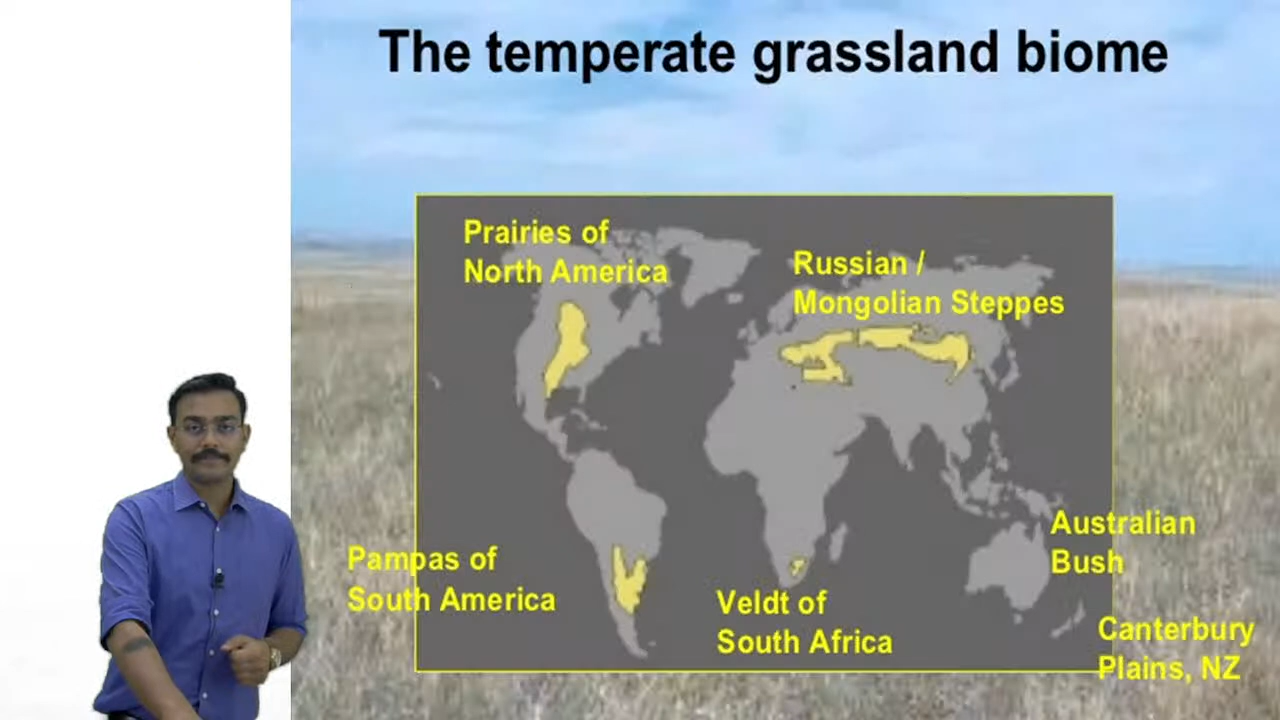 The temperate grassland biome
Prairies of
North America
Russian /
Mongolian Steppes
Pampas of
South America
Veldt of
South Africa
Australian
Bush
Canterbury
Plains, NZ